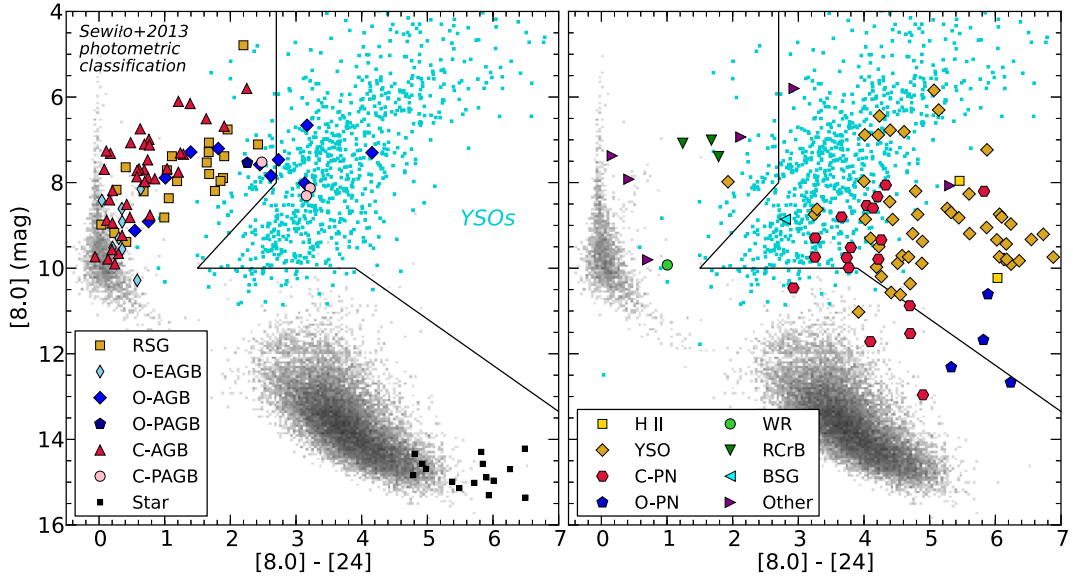 Sewiło+2013
photometric
classification
YSOs
4
6
8
10
12
14
16
[8.0] (mag)
0 1 2 3 4 5 6 7
[8.0] - [24]
RSG
O-EAGB
O-AGB
O-PAGB
C-AGB
C-PAGB
Star
YSOs
0 1 2 3 4 5 6 7
[8.0] - [24]
H II
YSO
C-PN
O-PN
WR
RCrB
BSG
Other